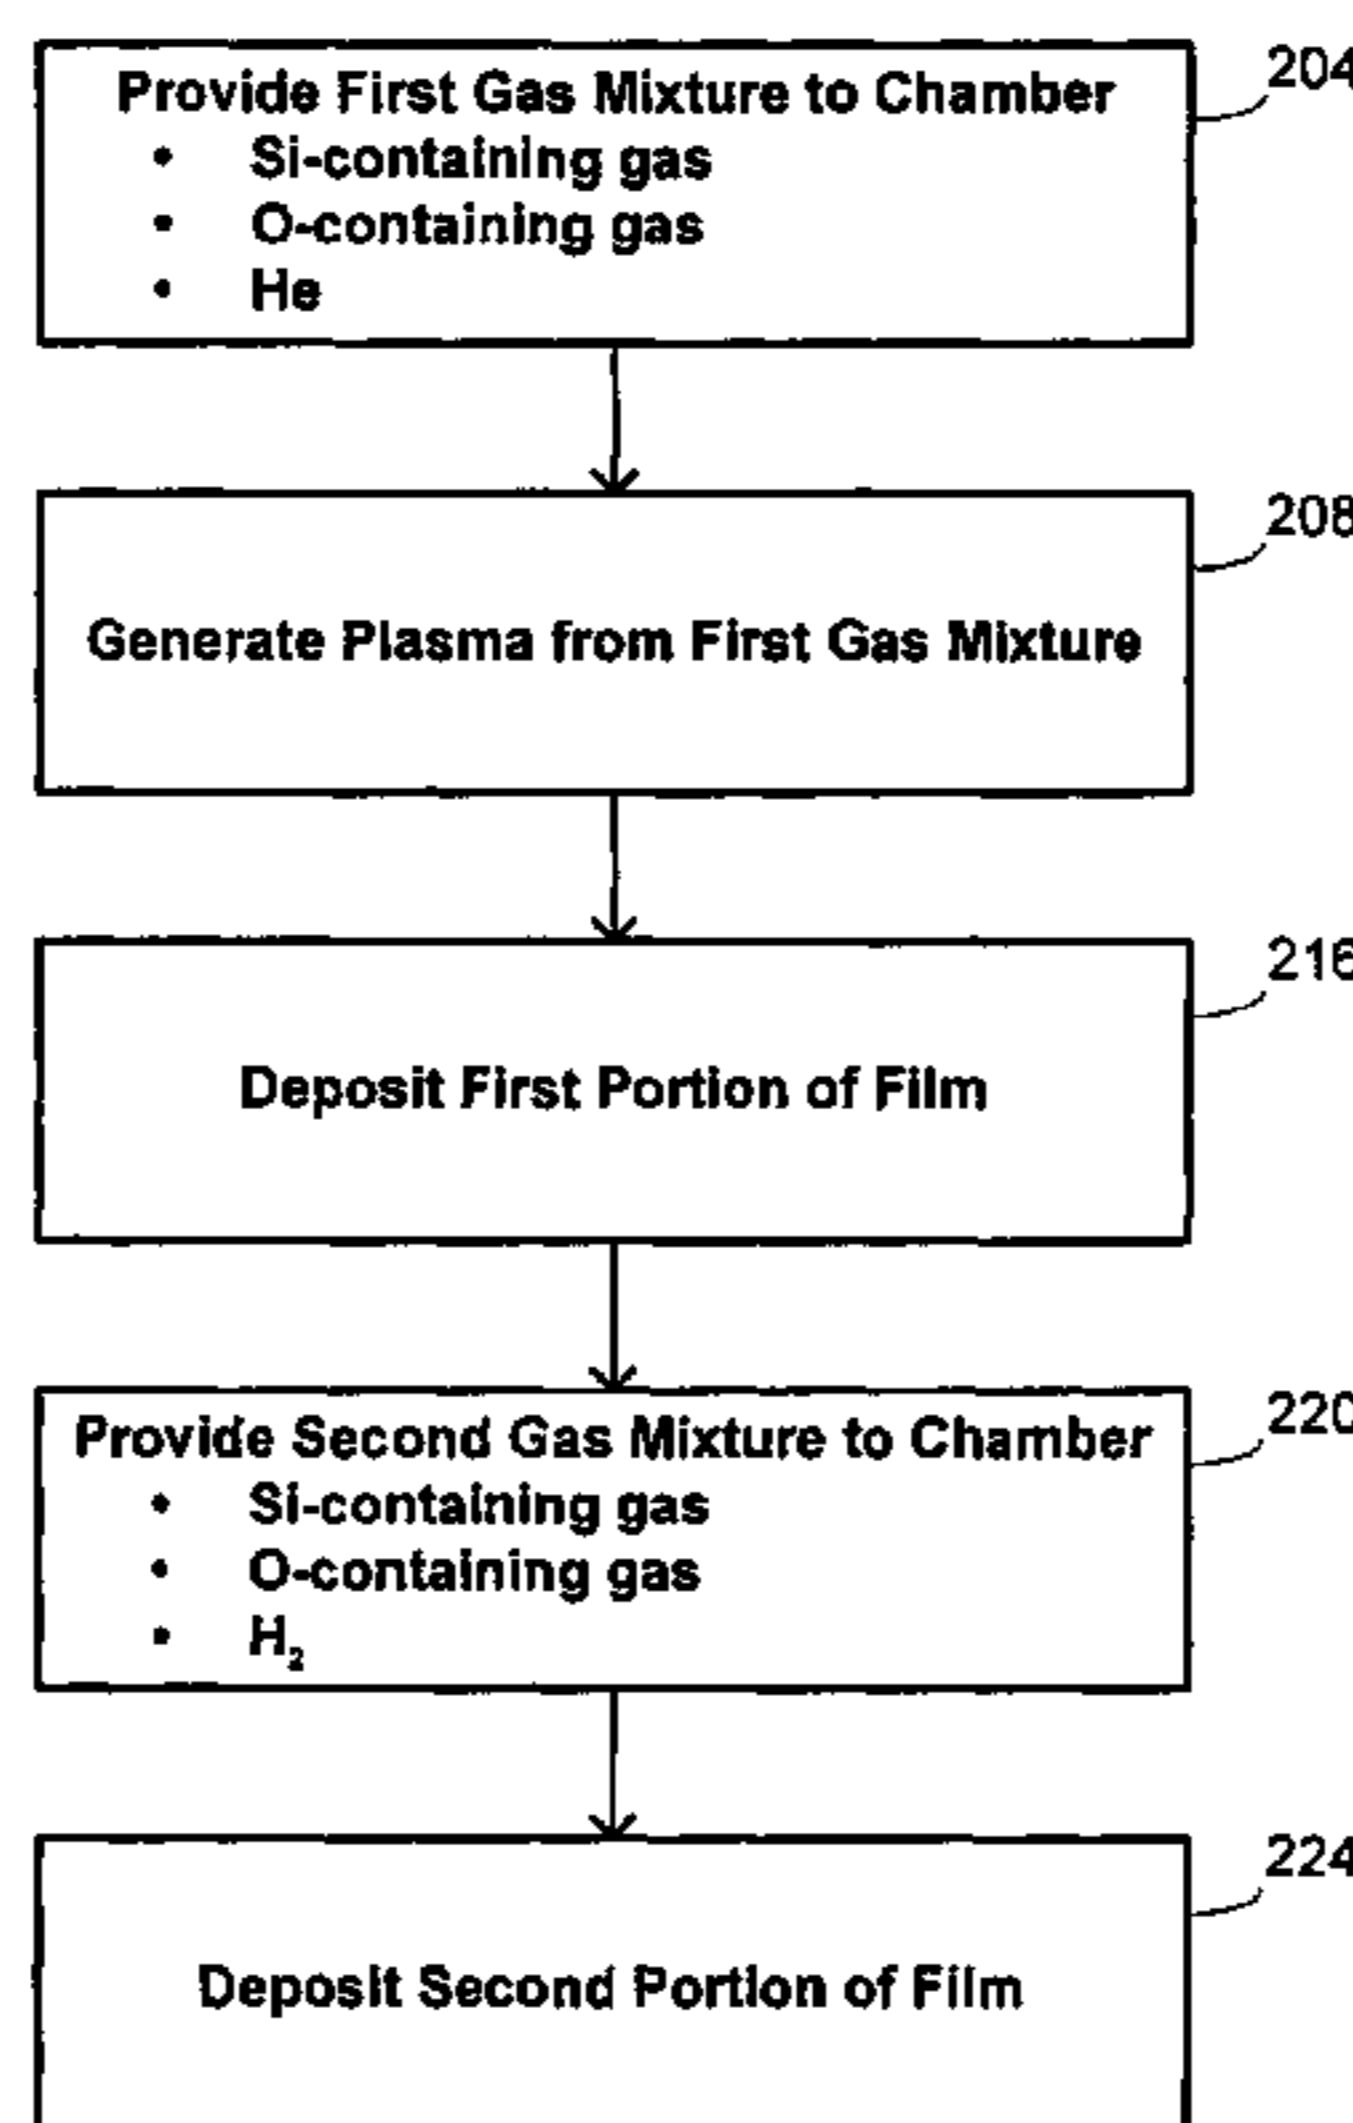 Provide First Gas Mixture to Chamber
204
• Si-containing gas
• O-containing gas
• He
208
Generate Plasma from First Gas Mixture
216
Deposit First Portion of Film
Provide Second Gas Mixture to Chamber
220
• Si-containing gas
• O-containing gas
• H₂
224
Deposit Second Portion of Film